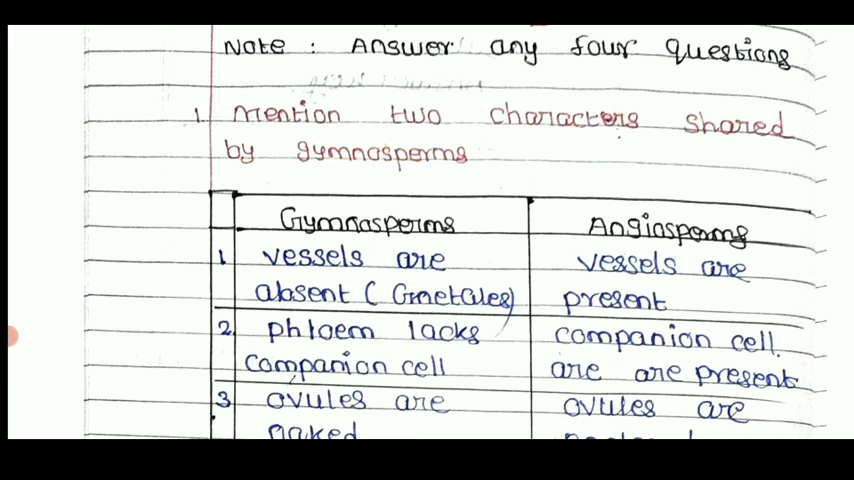 Note : Answer any four questions
1. Mention two characters shared
by gymnosperms
Gymnosperms Angiosperms
1. vessels are vessels are
absent ( Gnetales) present
2. phloem lacks companion cell
companion cell are are present
3 ovules are ovules are
naked